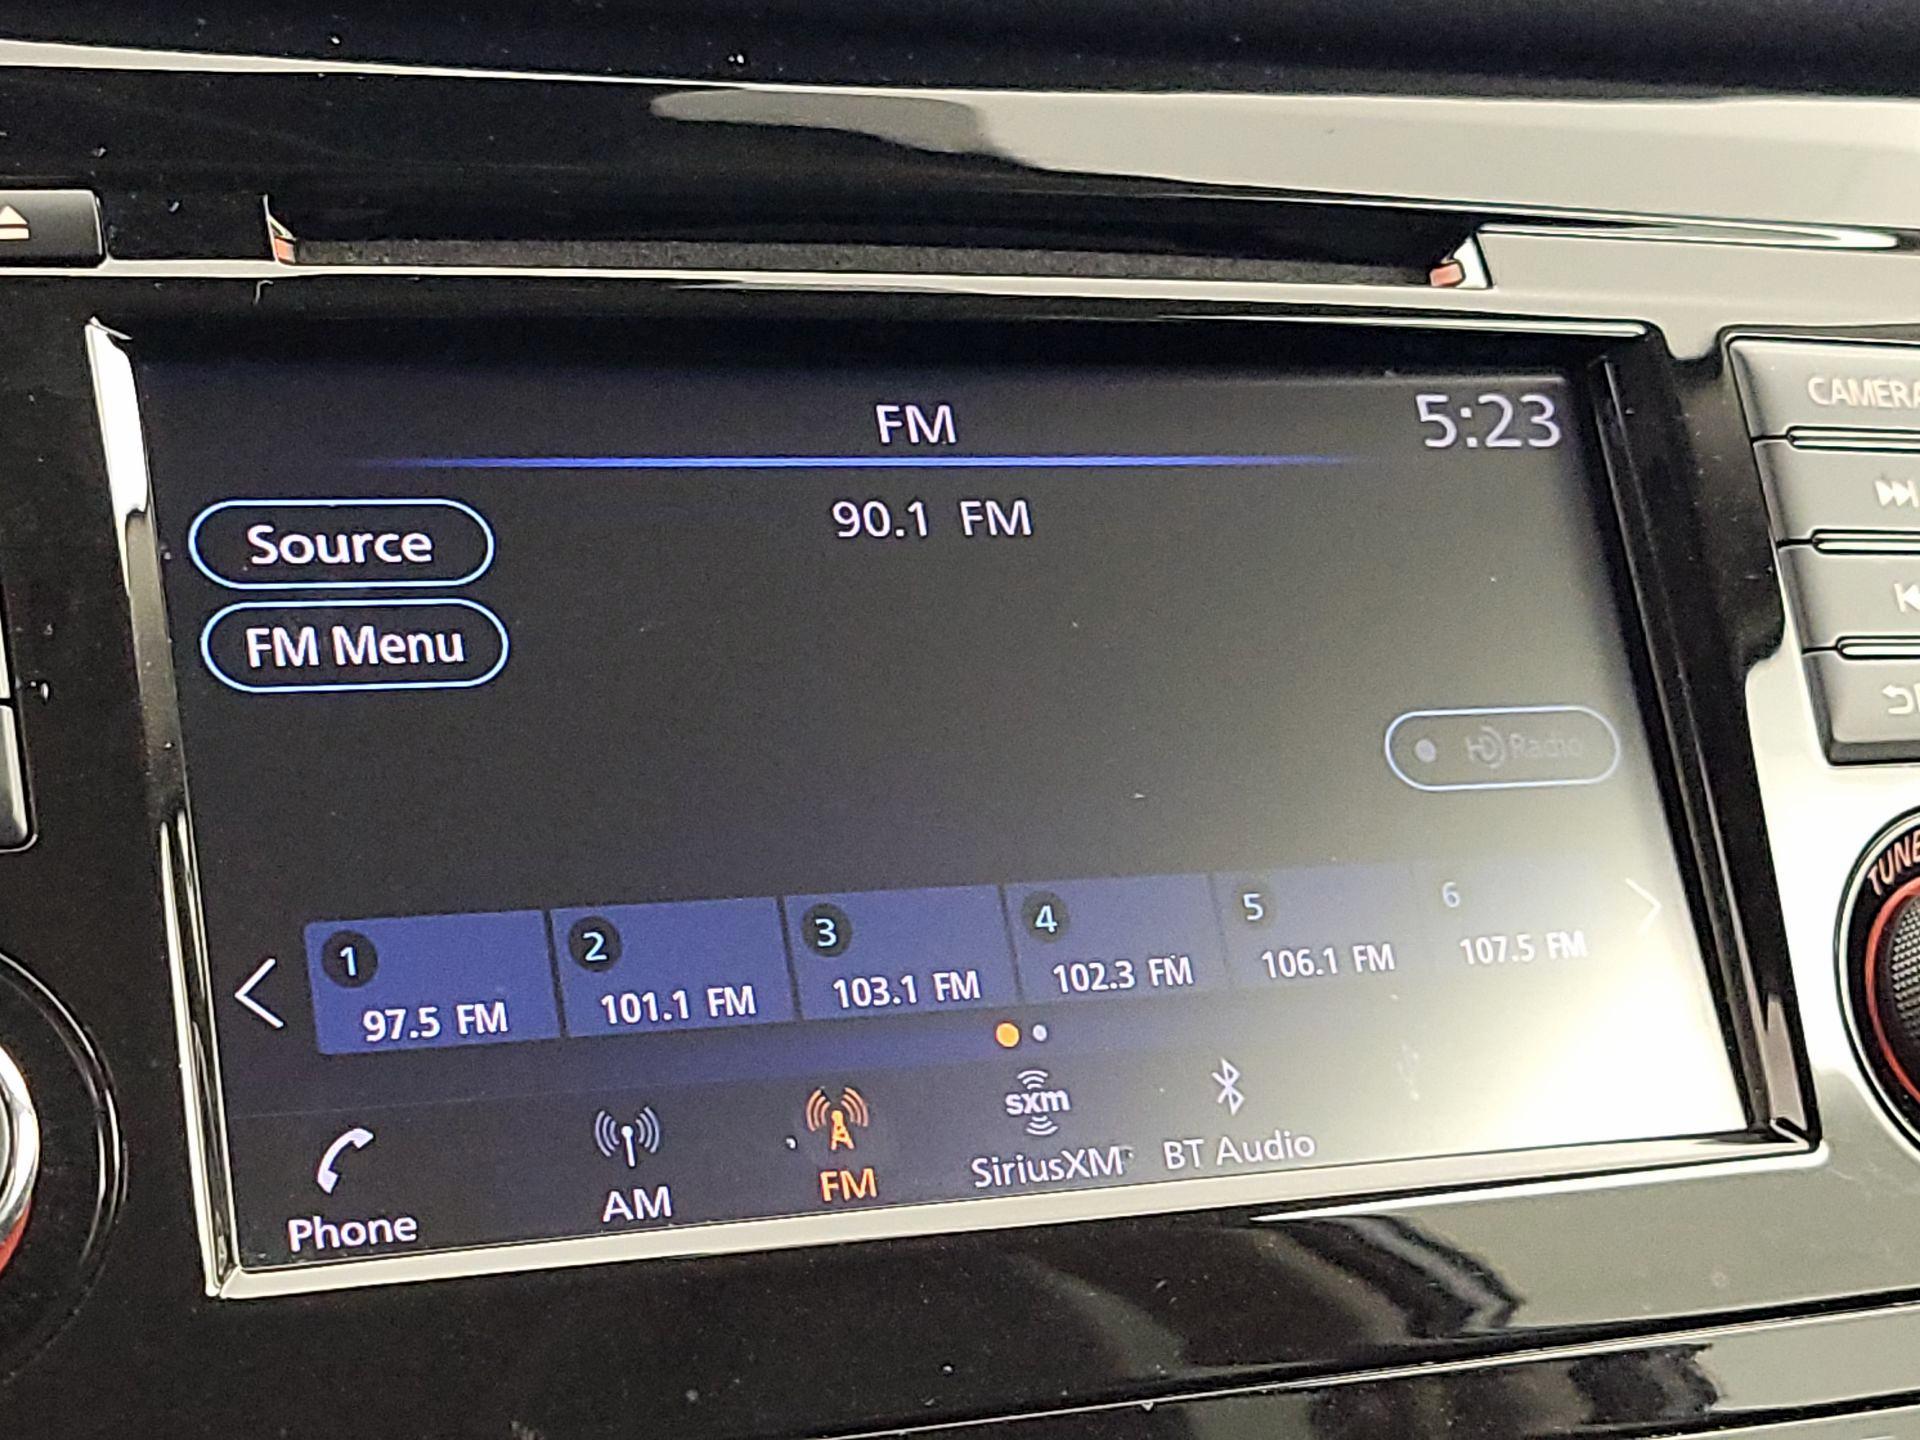 FM 5:23
90.1 FM
Source
FM Menu
HD Radio
1 2 3 4 5 6
97.5 FM 101.1 FM 103.1 FM 102.3 FM 106.1 FM 107.5 FM
sxm
Phone AM FM SiriusXM BT Audio
CAMERA
TUNE